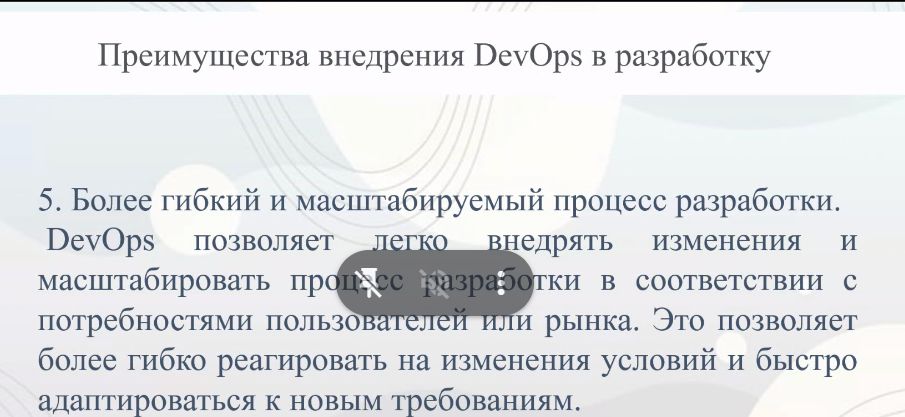 Преимущества внедрения DevOps в разработку
5. Более гибкий и масштабируемый процесс разработки.
DevOps позволяет легко внедрять изменения и
масштабировать процесс разработки в соответствии с
потребностями пользователей или рынка. Это позволяет
более гибко реагировать на изменения условий и быстро
адаптироваться к новым требованиям.